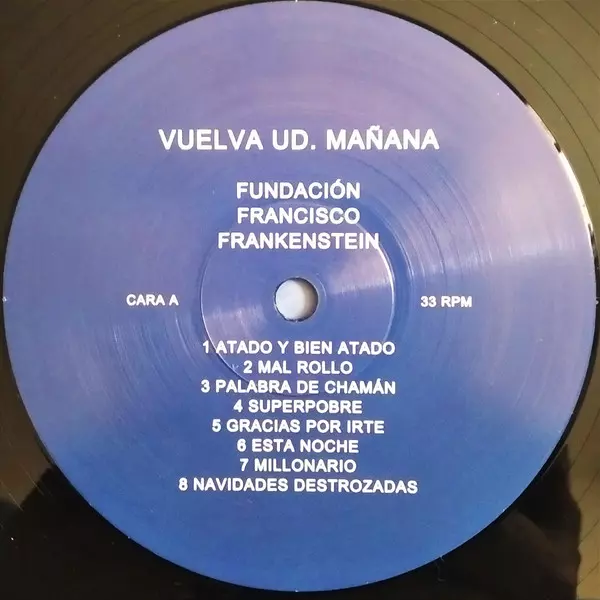 VUELVA UD. MAÑANA
FUNDACIÓN
FRANCISCO
FRANKENSTEIN
CARA A
33 RPM
1 ATADO Y BIEN ATADO
2 MAL ROLLO
3 PALABRA DE CHAMÁN
4 SUPERPOBRE
5 GRACIAS POR IRTE
6 ESTA NOCHE
7 MILLONARIO
8 NAVIDADES DESTROZADAS